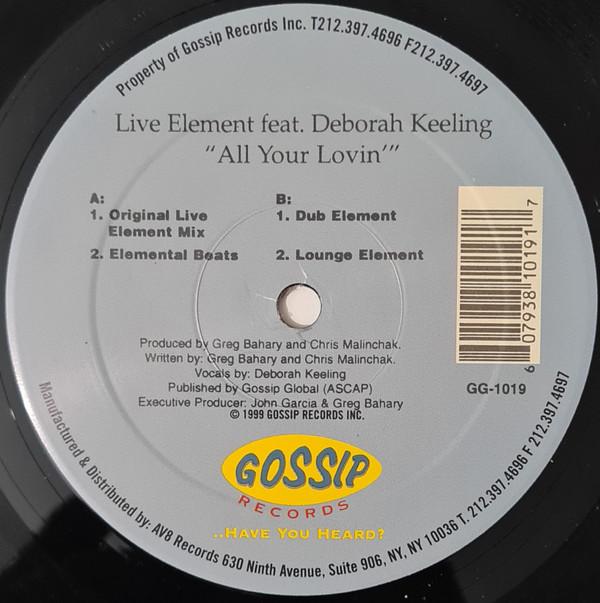 Property of Gossip Records Inc. T212.397.4696 F212.397.4697
Live Element feat. Deborah Keeling
"All Your Lovin'"
A:
1. Original Live
Element Mix
2. Elemental Beats
B:
1. Dub Element
2. Lounge Element
6 07938 10191 7
Produced by Greg Bahary and Chris Malinchak.
Written by: Greg Bahary and Chris Malinchak.
Vocals by: Deborah Keeling
Published by Gossip Global (ASCAP)
Executive Producer: John Garcia & Greg Bahary
© 1999 GOSSIP RECORDS INC.
GG-1019
GOSSIP
RECORDS
..HAVE YOU HEARD?
Manufactured & Distributed by: AV8 Records 630 Ninth Avenue, Suite 906, NY, NY 10036 T. 212.397.4696 F 212.397.4697